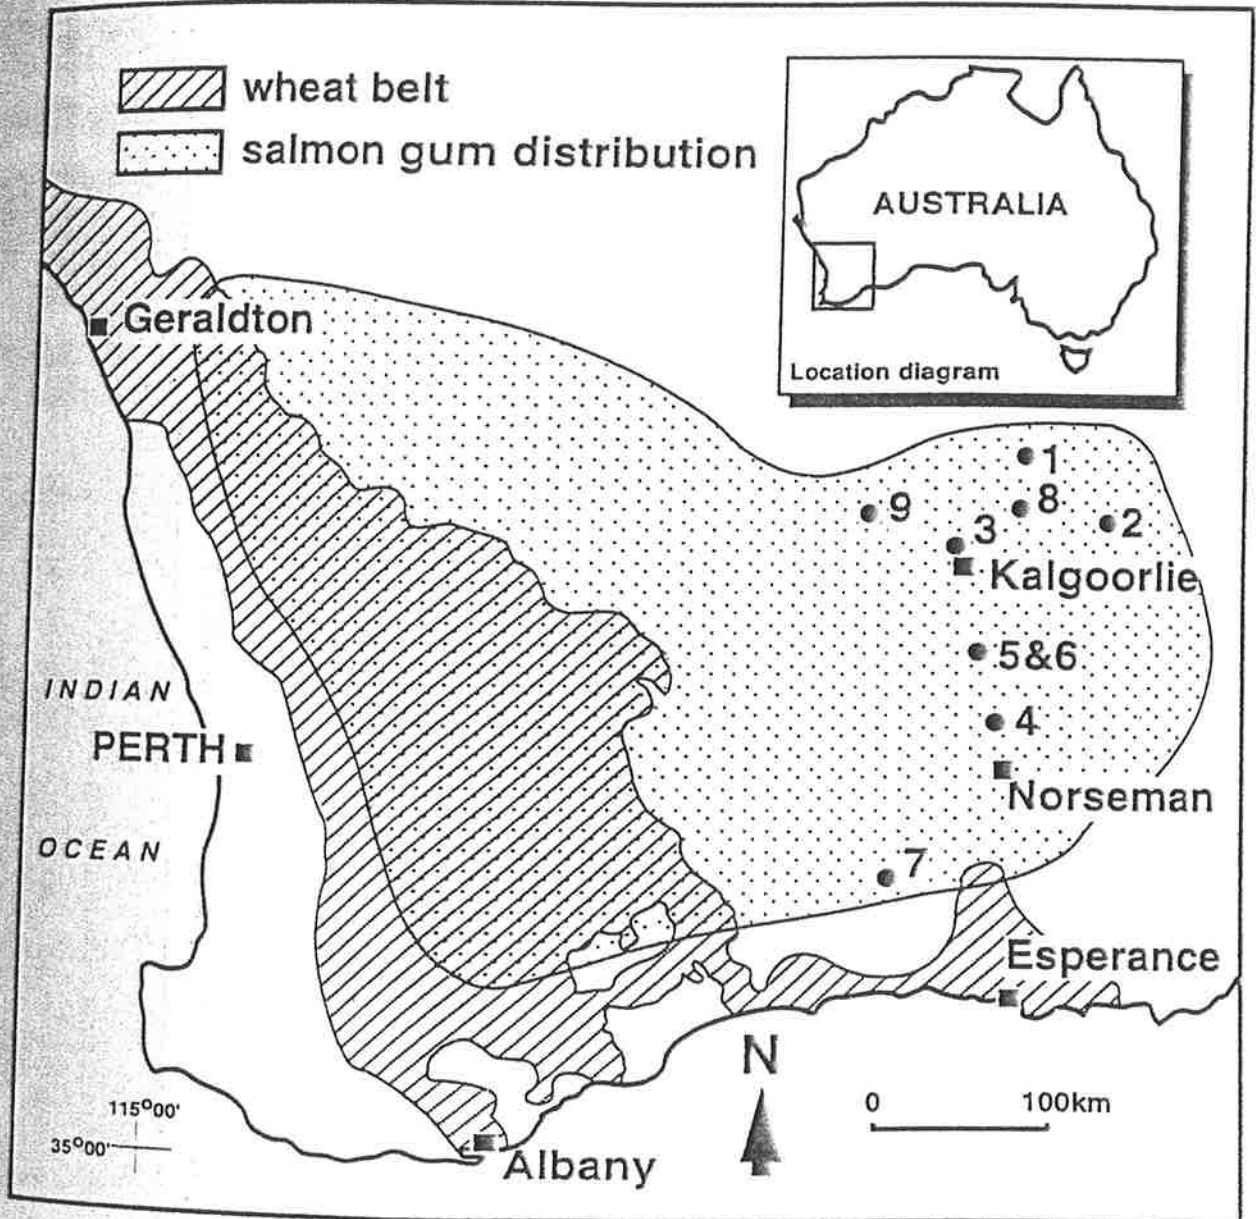 wheat belt
salmon gum distribution
AUSTRALIA
Location diagram
Geraldton
1
9
8
2
3
Kalgoorlie
5&6
INDIAN
4
PERTH
Norseman
OCEAN
7
Esperance
N
115°00'
0 100km
35°00'
Albany